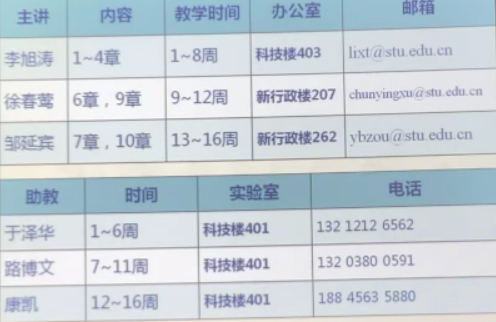 主讲 内容 教学时间 办公室 邮箱
李旭涛 1~4章 1~8周 科技楼403 lixt@stu.edu.cn
徐春莺 6章，9章 9~12周 新行政楼207 chunyingxu@stu.edu.cn
邹延宾 7章，10章 13~16周 新行政楼262 ybzou@stu.edu.cn
助教 时间 实验室 电话
于泽华 1~6周 科技楼401 132 1212 6562
路博文 7~11周 科技楼401 132 0380 0591
康凯 12~16周 科技楼401 188 4563 5880